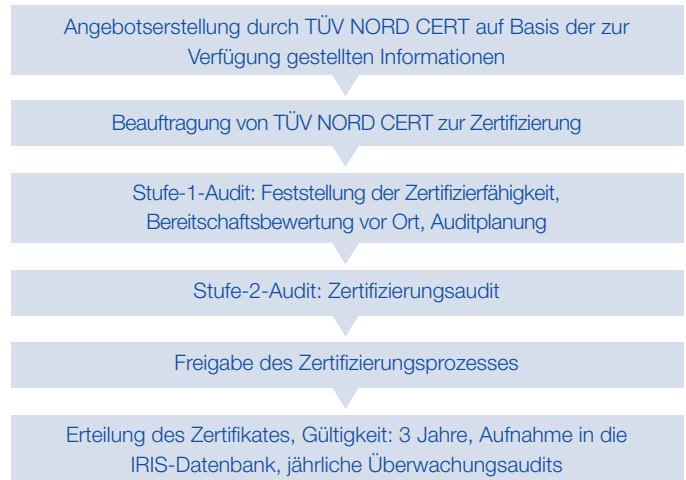 Angebotserstellung durch TÜV NORD CERT auf Basis der zur
Verfügung gestellten Informationen
Beauftragung von TÜV NORD CERT zur Zertifizierung
Stufe-1-Audit: Feststellung der Zertifizierfähigkeit,
Bereitschaftsbewertung vor Ort, Auditplanung
Stufe-2-Audit: Zertifizierungsaudit
Freigabe des Zertifizierungsprozesses
Erteilung des Zertifikates, Gültigkeit: 3 Jahre, Aufnahme in die
IRIS-Datenbank, jährliche Überwachungsaudits